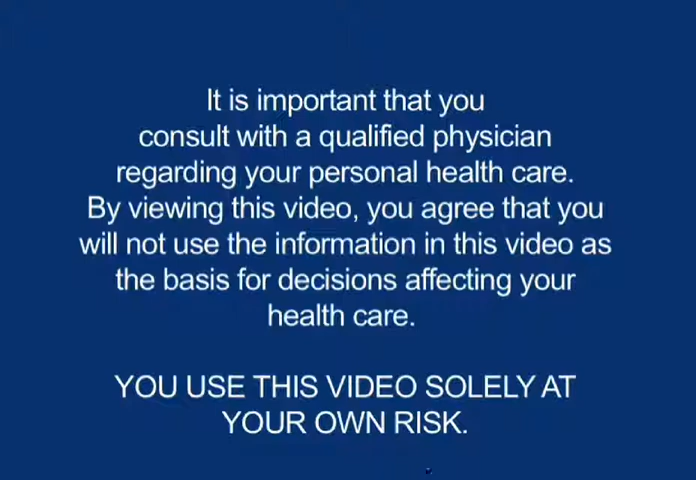 It is important that you
consult with a qualified physician
regarding your personal health care.
By viewing this video, you agree that you
will not use the information in this video as
the basis for decisions affecting your
health care.
YOU USE THIS VIDEO SOLELY AT
YOUR OWN RISK.